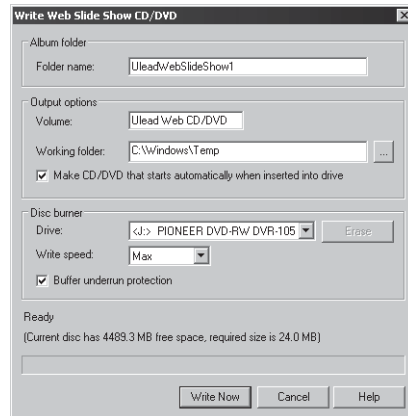 Write Web Slide Show CD/DVD
Album folder
Folder name: UleadWebSlideShow1
Output options
Volume: Ulead Web CD/DVD
Working folder: C:\Windows\Temp ...
Make CD/DVD that starts automatically when inserted into drive
Disc burner
Drive: <J:> PIONEER DVD-RW DVR-105 Erase
Write speed: Max
Buffer underrun protection
Ready
(Current disc has 4489.3 MB free space, required size is 24.0 MB)
Write Now Cancel Help